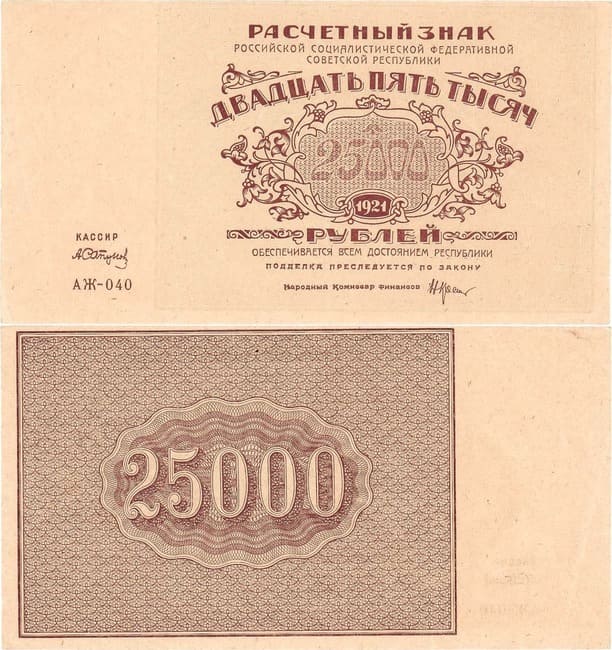 РАСЧЕТНЫЙ ЗНАК
РОССИЙСКОЙ СОЦИАЛИСТИЧЕСКОЙ ФЕДЕРАТИВНОЙ
СОВЕТСКОЙ РЕСПУБЛИКИ
ДВАДЦАТЬ ПЯТЬ ТЫСЯЧ
25000
1921
РУБЛЕЙ
ОБЕСПЕЧИВАЕТСЯ ВСЕМ ДОСТОЯНИЕМ РЕСПУБЛИКИ
ПОДДЕЛКА ПРЕСЛЕДУЕТСЯ ПО ЗАКОНУ
Народный Комиссар Финансов
КАССИР
АЖ-040
25000